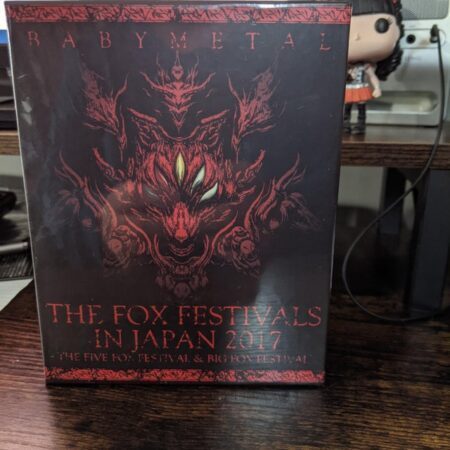 BABYMETAL
THE FOX FESTIVALS
IN JAPAN 2017
- THE FIVE FOX FESTIVAL & BIG FOX FESTIVAL -